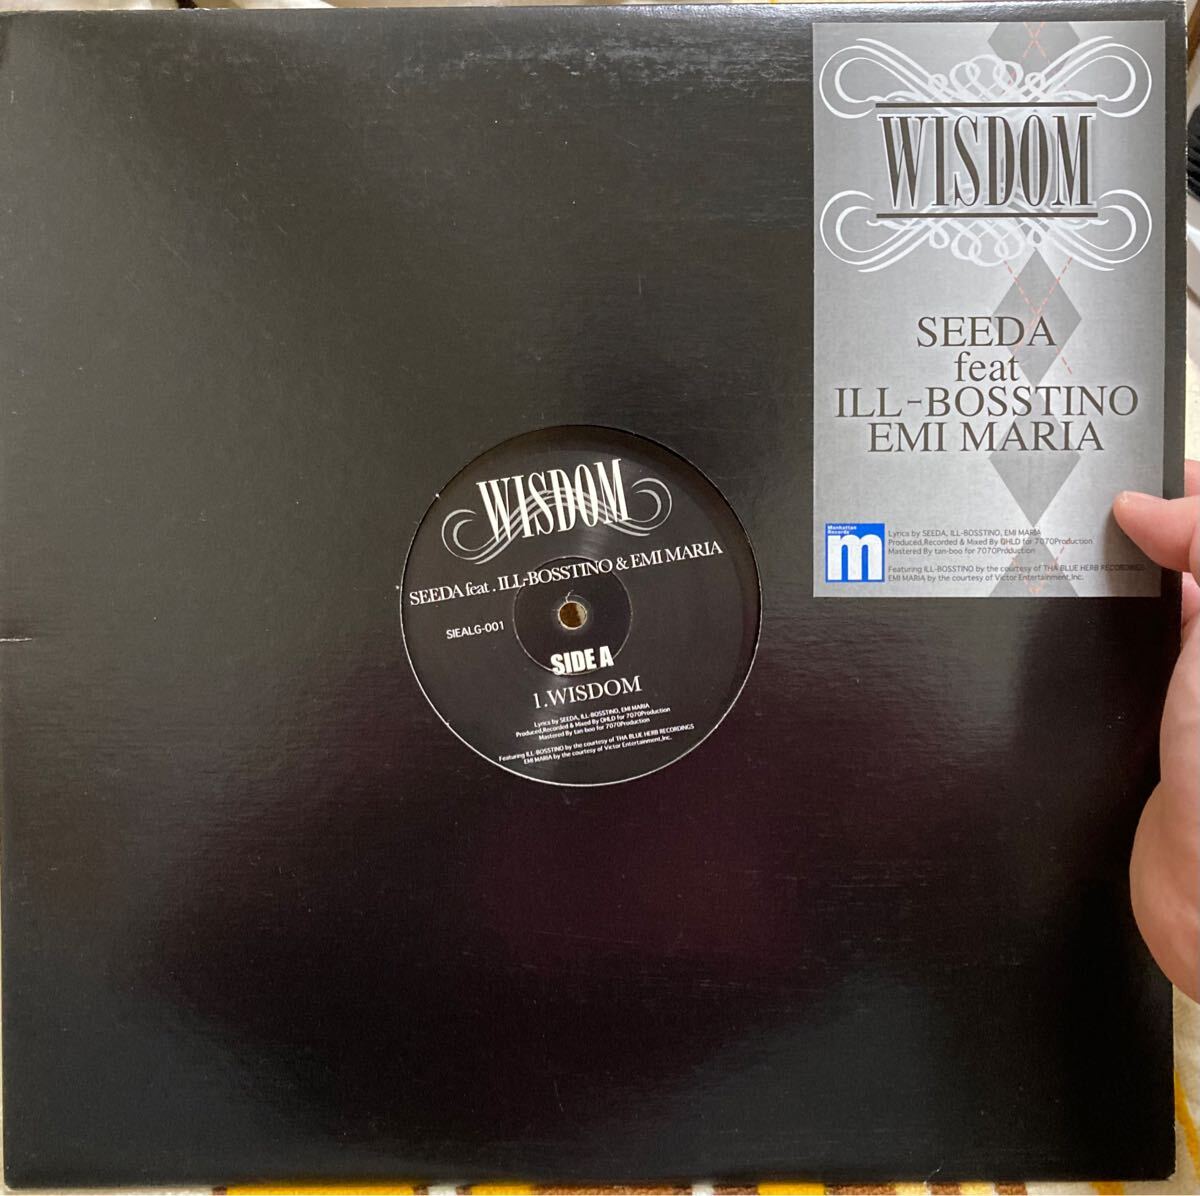 WISDOM
SEEDA
feat
ILL-BOSSTINO
EMI MARIA
Manhattan
Records
m
Lyrics by SEEDA, ILL-BOSSTINO, EMI MARIA
Produced,Recorded & Mixed By OHLD for 7070Production
Mastered By tan-boo for 7070Production
Featuring ILL-BOSSTINO by the courtesy of THA BLUE HERB RECORDINGS
EMI MARIA by the courtesy of Victor Entertainment,Inc.
WISDOM
SEEDA feat . ILL-BOSSTINO & EMI MARIA
SIEALG-001
SIDE A
1.WISDOM
Lyrics by SEEDA, ILL-BOSSTINO, EMI MARIA
Produced,Recorded & Mixed By OHLD for 7070Production
Mastered By tan-boo for 7070Production
Featuring ILL-BOSSTINO by the courtesy of THA BLUE HERB RECORDINGS
EMI MARIA by the courtesy of Victor Entertainment,Inc.